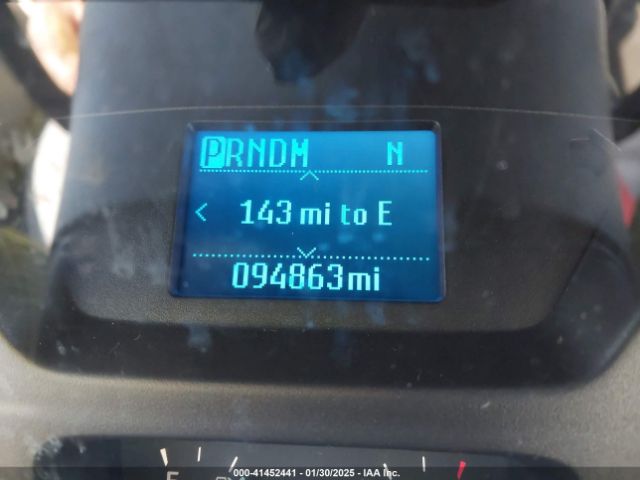 PRNDM N
< 143 mi to E
094863mi
000-41452441 - 01/30/2025 - IAA Inc.